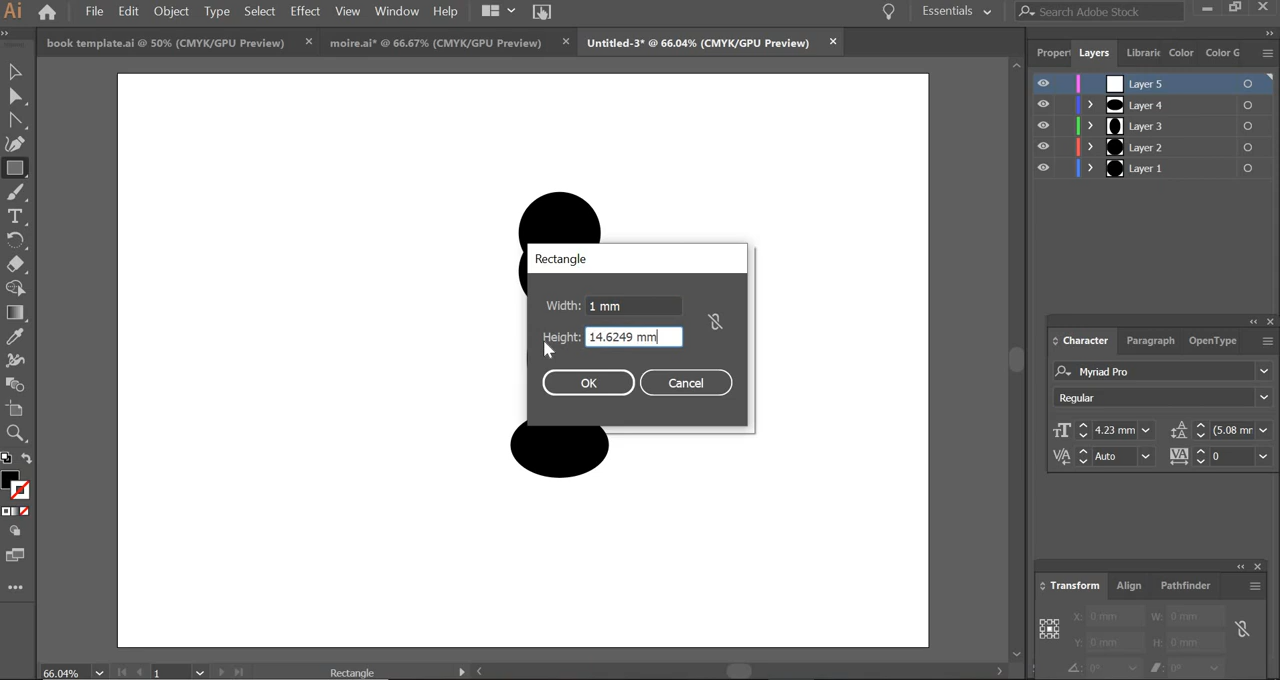 Ai File Edit Object Type Select Effect View Window Help Essentials Search Adobe Stock
book template.ai @ 50% (CMYK/GPU Preview) × moire.ai* @ 66.67% (CMYK/GPU Preview) × Untitled-3* @ 66.04% (CMYK/GPU Preview) ×
Propert Layers Librari Color Color G
Layer 5
Layer 4
Layer 3
Layer 2
Layer 1
Rectangle
Width: 1 mm
Height: 14.6249 mm
OK Cancel
Character Paragraph OpenType
Myriad Pro
Regular
4.23 mm (5.08 mr
Auto 0
Transform Align Pathfinder
X: 0 mm W: 0 mm
Y: 0 mm H: 0 mm
0° 0°
66.04% 1 Rectangle